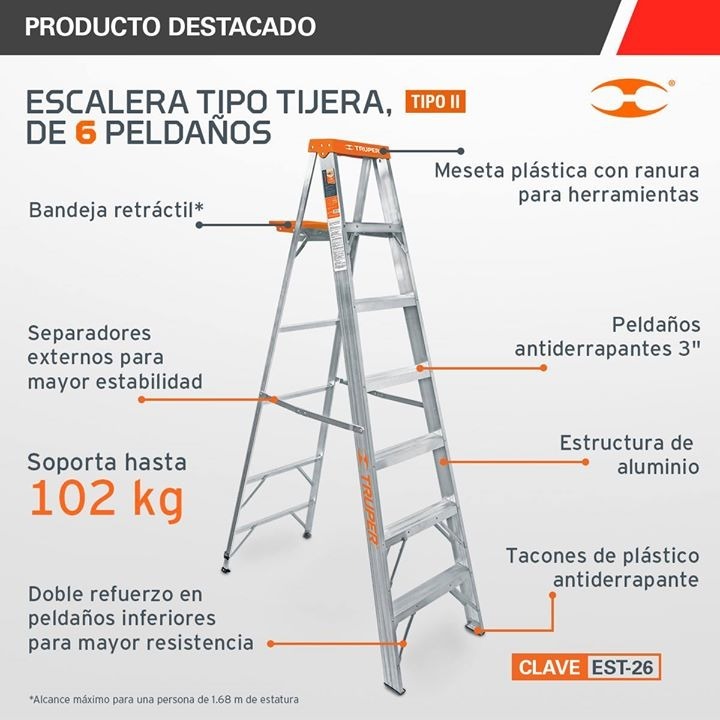 PRODUCTO DESTACADO
ESCALERA TIPO TIJERA, TIPO II
DE 6 PELDAÑOS
®
TRUPER
Meseta plástica con ranura
para herramientas
Bandeja retráctil*
Separadores
externos para
mayor estabilidad
Peldaños
antiderrapantes 3"
Soporta hasta
102 kg
Estructura de
aluminio
TRUPER
Tacones de plástico
antiderrapante
Doble refuerzo en
peldaños inferiores
para mayor resistencia
CLAVE EST-26
*Alcance máximo para una persona de 1.68 m de estatura